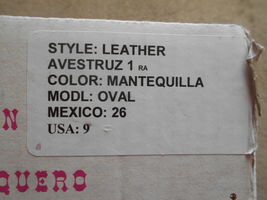 STYLE: LEATHER
AVESTRUZ 1 RA
COLOR: MANTEQUILLA
MODL: OVAL
MEXICO: 26
USA: 9
N
QUERO